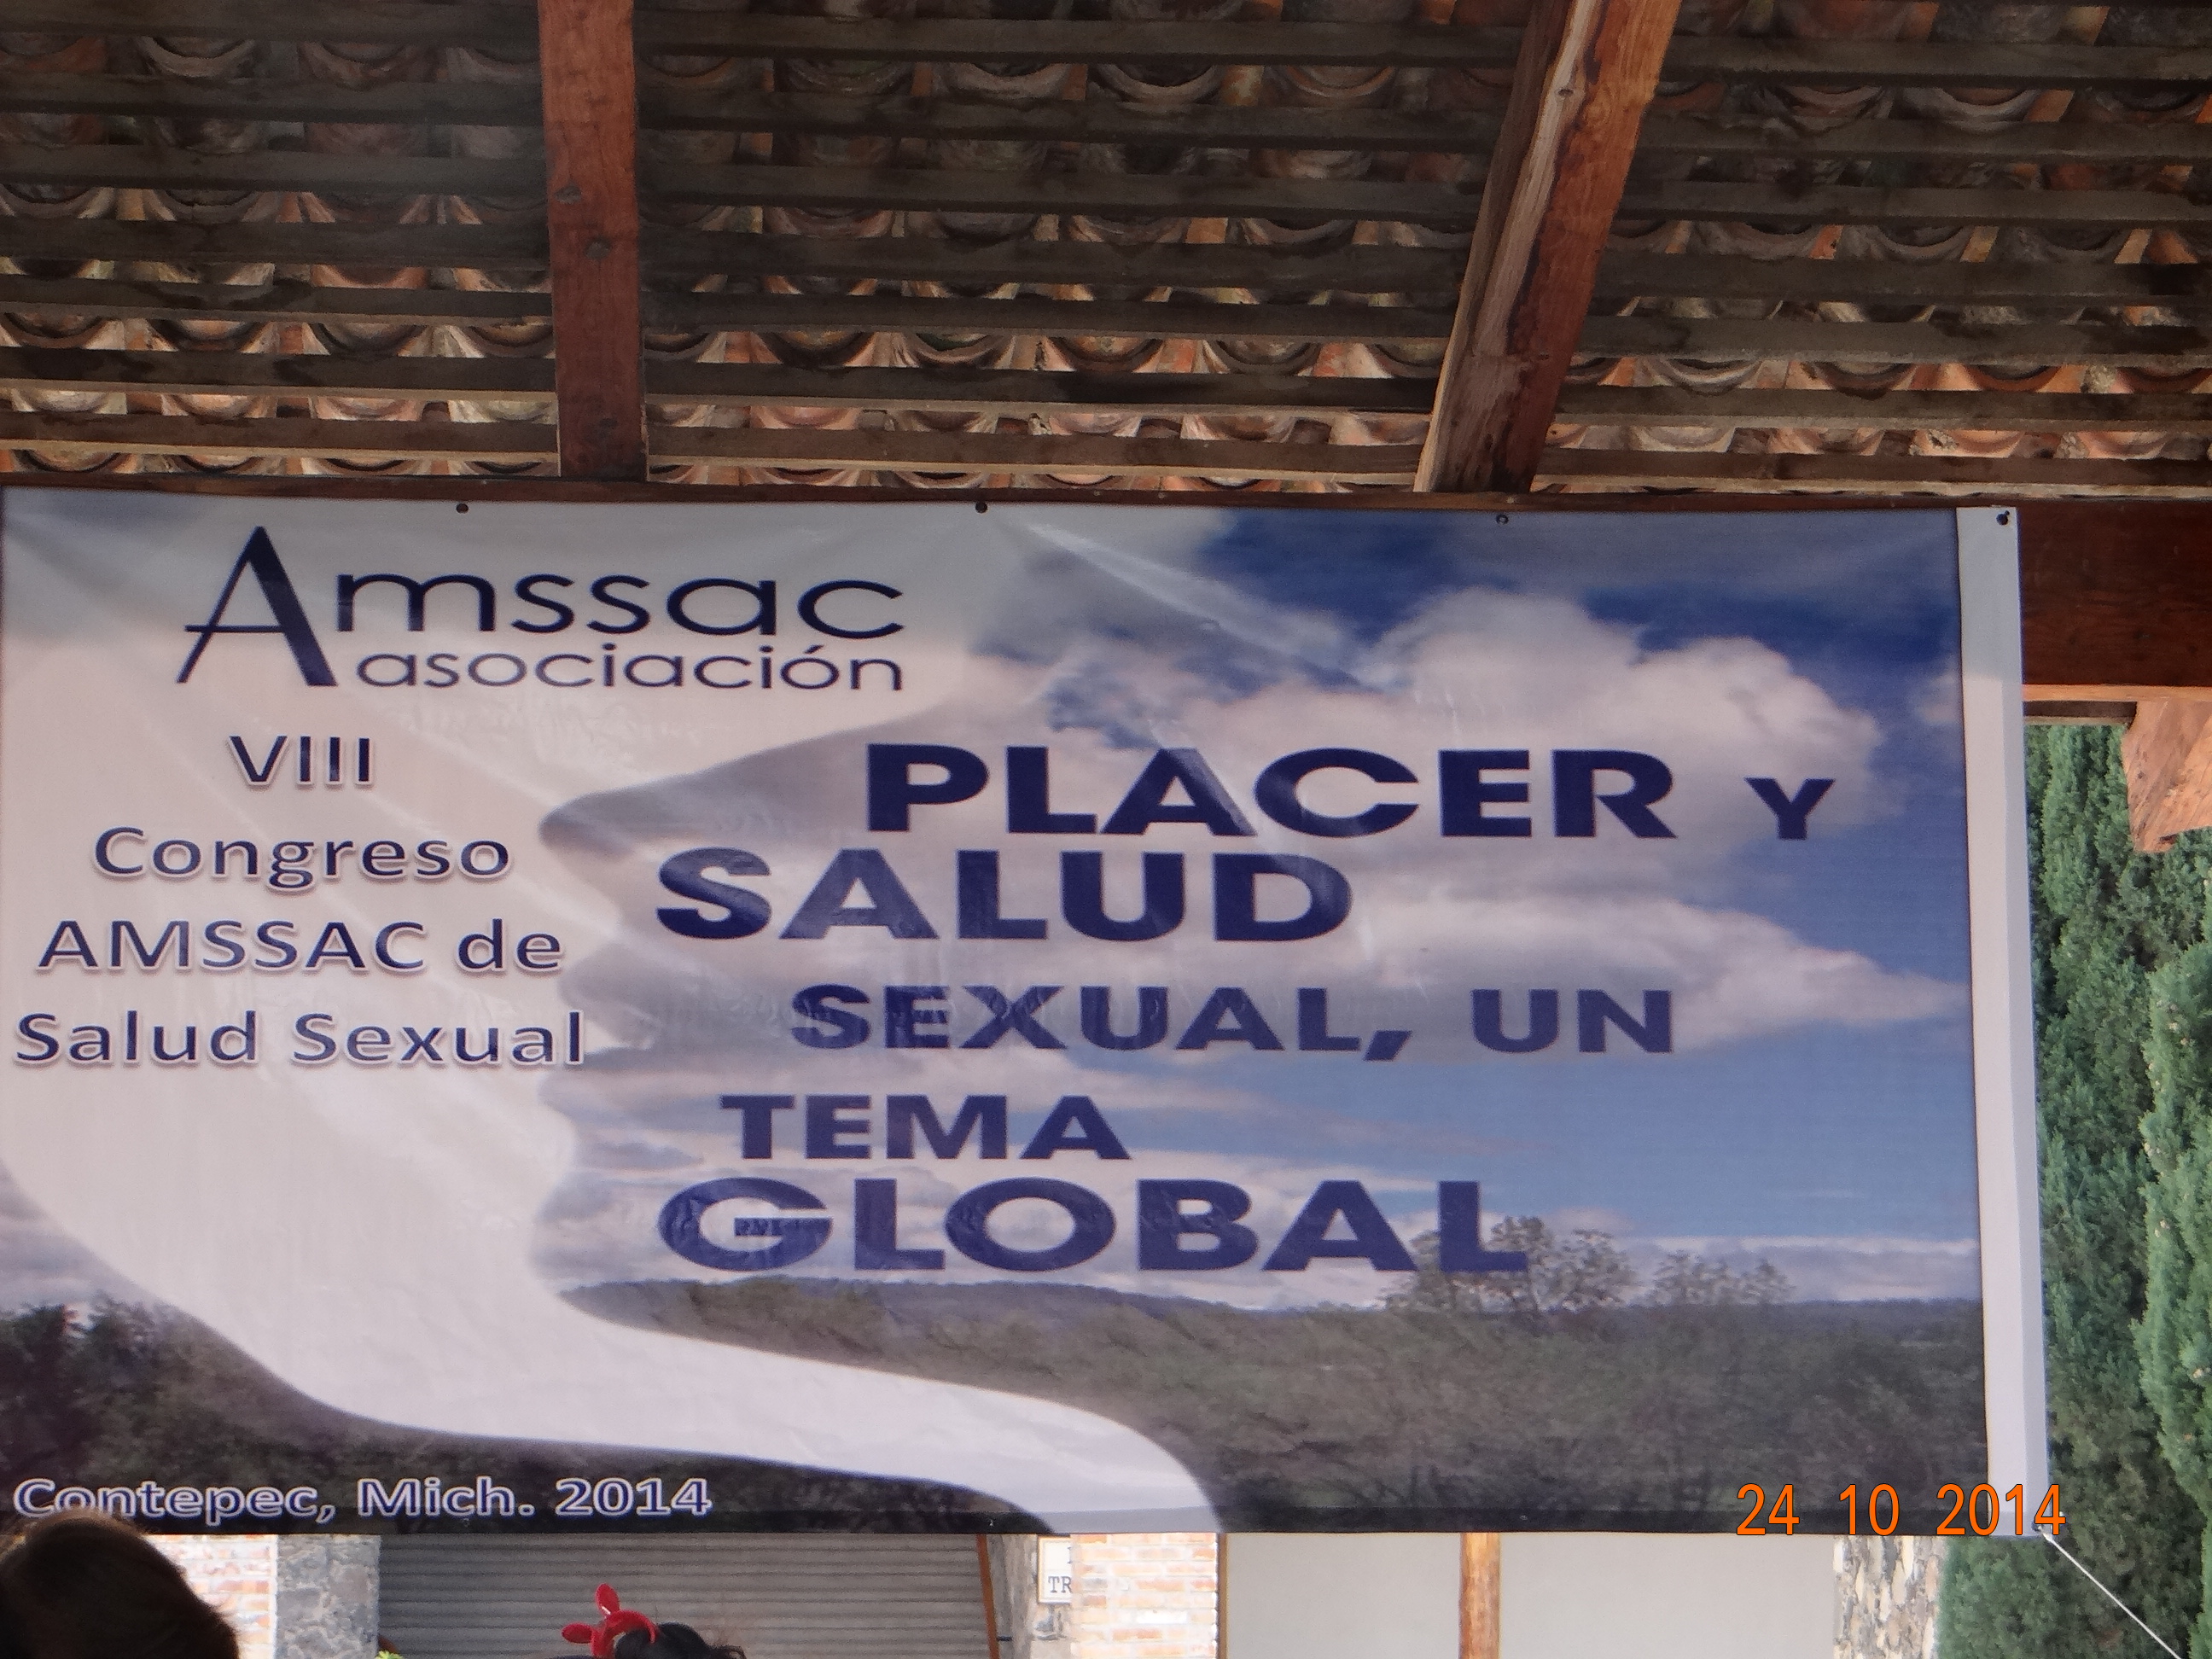 Amssac
asociación
VIII
Congreso
AMSSAC de
Salud Sexual
PLACER Y
SALUD
SEXUAL, UN
TEMA
GLOBAL
Contepec, Mich. 2014
24 10 2014
TR